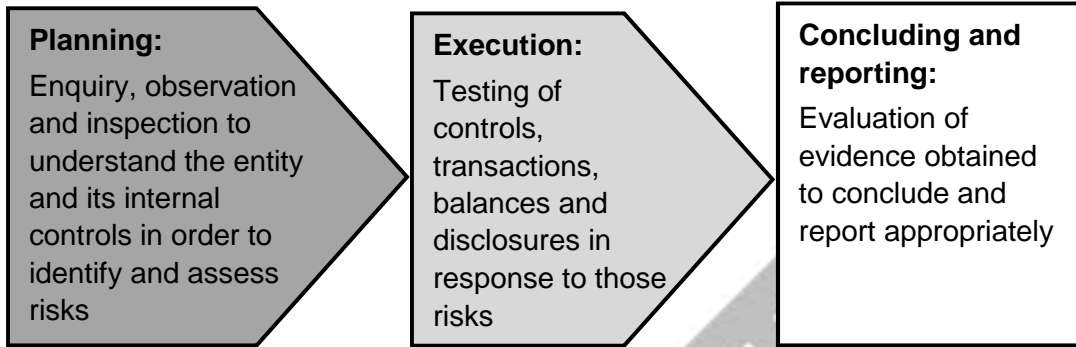 Planning:
Enquiry, observation
and inspection to
understand the entity
and its internal
controls in order to
identify and assess
risks
Execution:
Testing of
controls,
transactions,
balances and
disclosures in
response to those
risks
Concluding and
reporting:
Evaluation of
evidence obtained
to conclude and
report appropriately